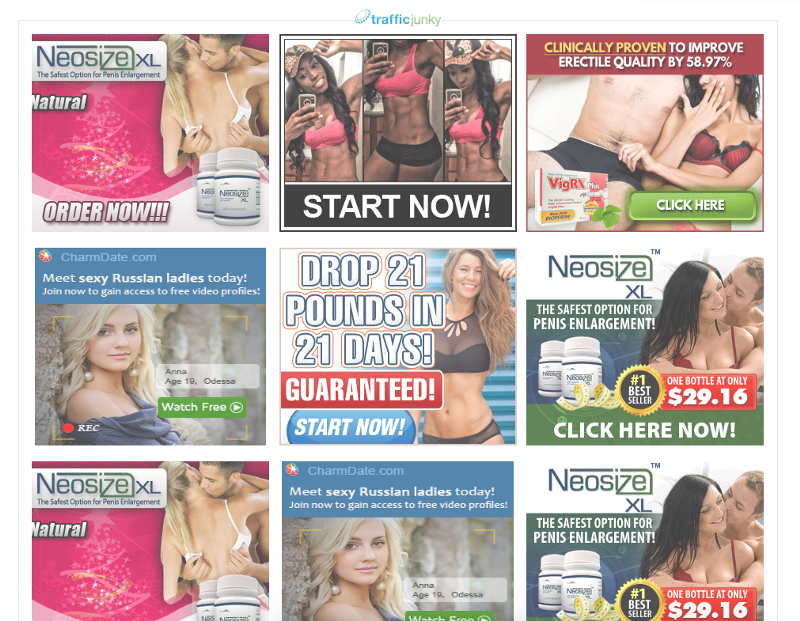 trafficjunky
NeosizeXL
The Safest Option for Penis Enlargement
Natural
ORDER NOW!!!
NEOSIZE
XL
START NOW!
CLINICALLY PROVEN TO IMPROVE
ERECTILE QUALITY BY 58.97%
VigRX Plus
CLICK HERE
CharmDate.com
Meet sexy Russian ladies today!
Join now to gain access to free video profiles!
Anna
Age 19, Odessa
Watch Free
REC
DROP 21
POUNDS IN
21 DAYS!
GUARANTEED!
START NOW!
Neosize™
XL
THE SAFEST OPTION FOR
PENIS ENLARGEMENT!
#1
BEST
SELLER
ONE BOTTLE AT ONLY
$29.16
CLICK HERE NOW!
NeosizeXL
The Safest Option for Penis Enlargement
Natural
CharmDate.com
Meet sexy Russian ladies today!
Join now to gain access to free video profiles!
Anna
Age 19, Odessa
Watch Free
Neosize™
XL
THE SAFEST OPTION FOR
PENIS ENLARGEMENT!
#1
BEST
SELLER
ONE BOTTLE AT ONLY
$29.16